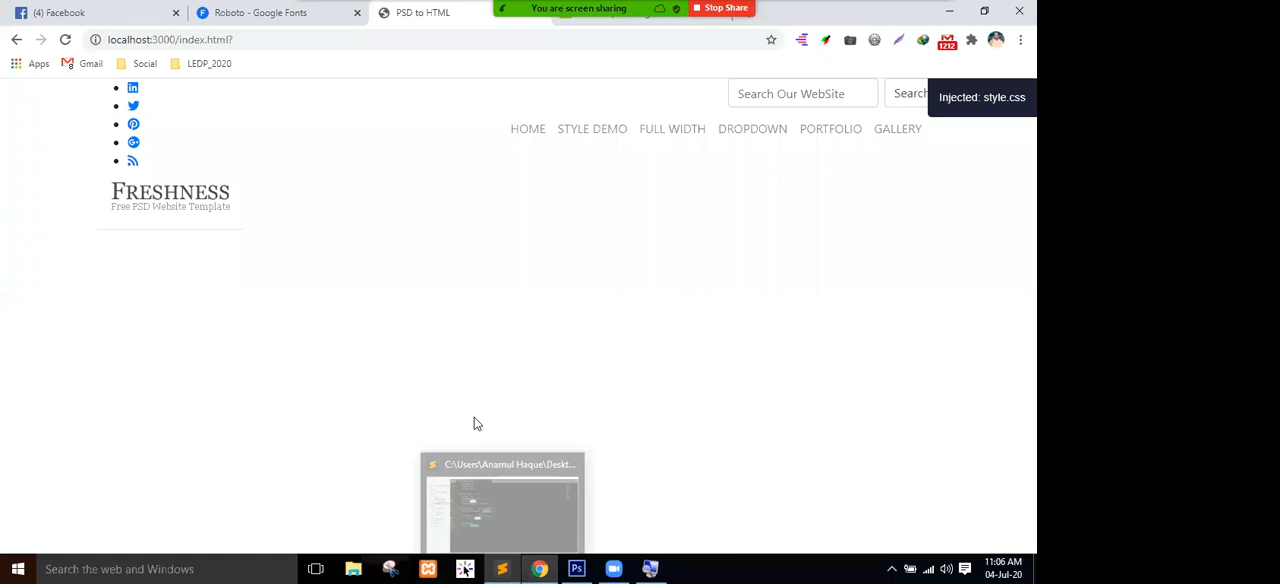 (4) Facebook
Roboto - Google Fonts
PSD to HTML
You are screen sharing
Stop Share
localhost:3000/index.html?
1212
Apps
Gmail
Social
LEDP_2020
Search Our WebSite
Search
Injected: style.css
HOME
STYLE DEMO
FULL WIDTH
DROPDOWN
PORTFOLIO
GALLERY
FRESHNESS
Free PSD Website Template
C:\Users\Anamul Haque\Deskt...
Search the web and Windows
Ps
11:06 AM
04-Jul-20